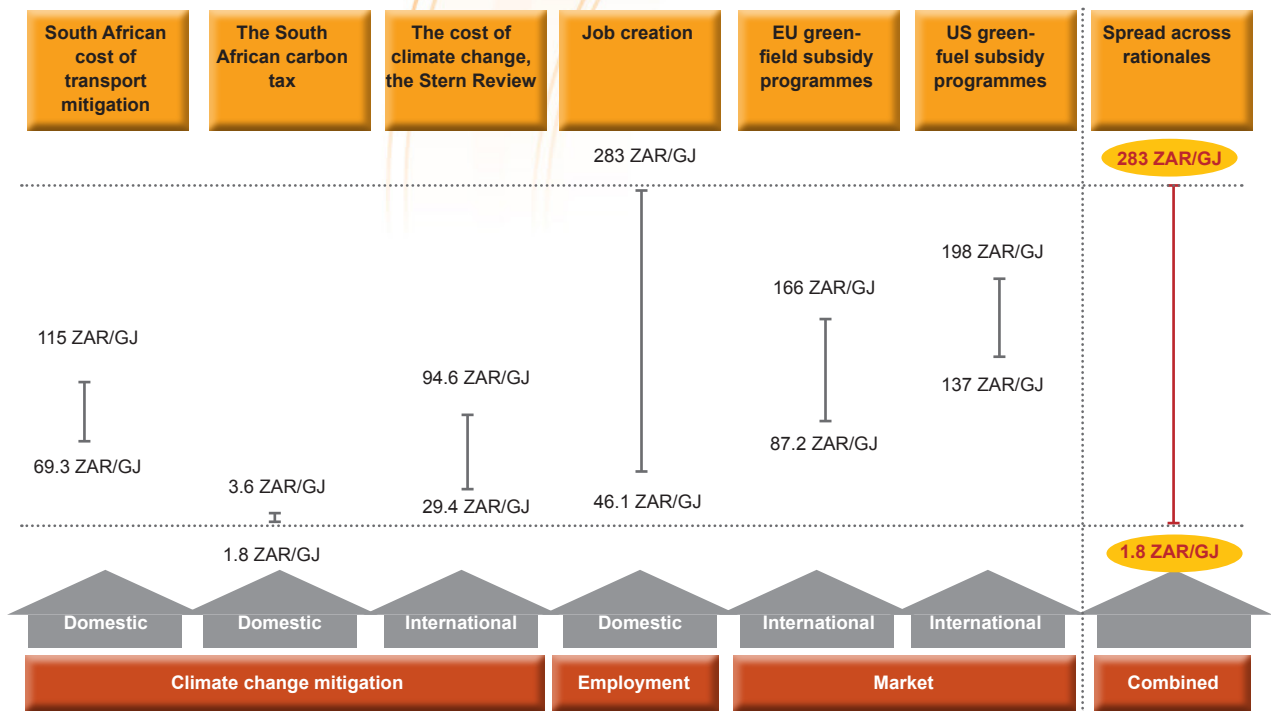 South African
cost of
transport
mitigation
The South
African carbon
tax
The cost of
climate change,
the Stern Review
Job creation
EU green-
field subsidy
programmes
US green-
fuel subsidy
programmes
Spread across
rationales
283 ZAR/GJ
283 ZAR/GJ
198 ZAR/GJ
166 ZAR/GJ
115 ZAR/GJ
94.6 ZAR/GJ
137 ZAR/GJ
87.2 ZAR/GJ
69.3 ZAR/GJ
3.6 ZAR/GJ
29.4 ZAR/GJ
46.1 ZAR/GJ
1.8 ZAR/GJ
1.8 ZAR/GJ
Domestic
Domestic
International
Domestic
International
International
Climate change mitigation
Employment
Market
Combined